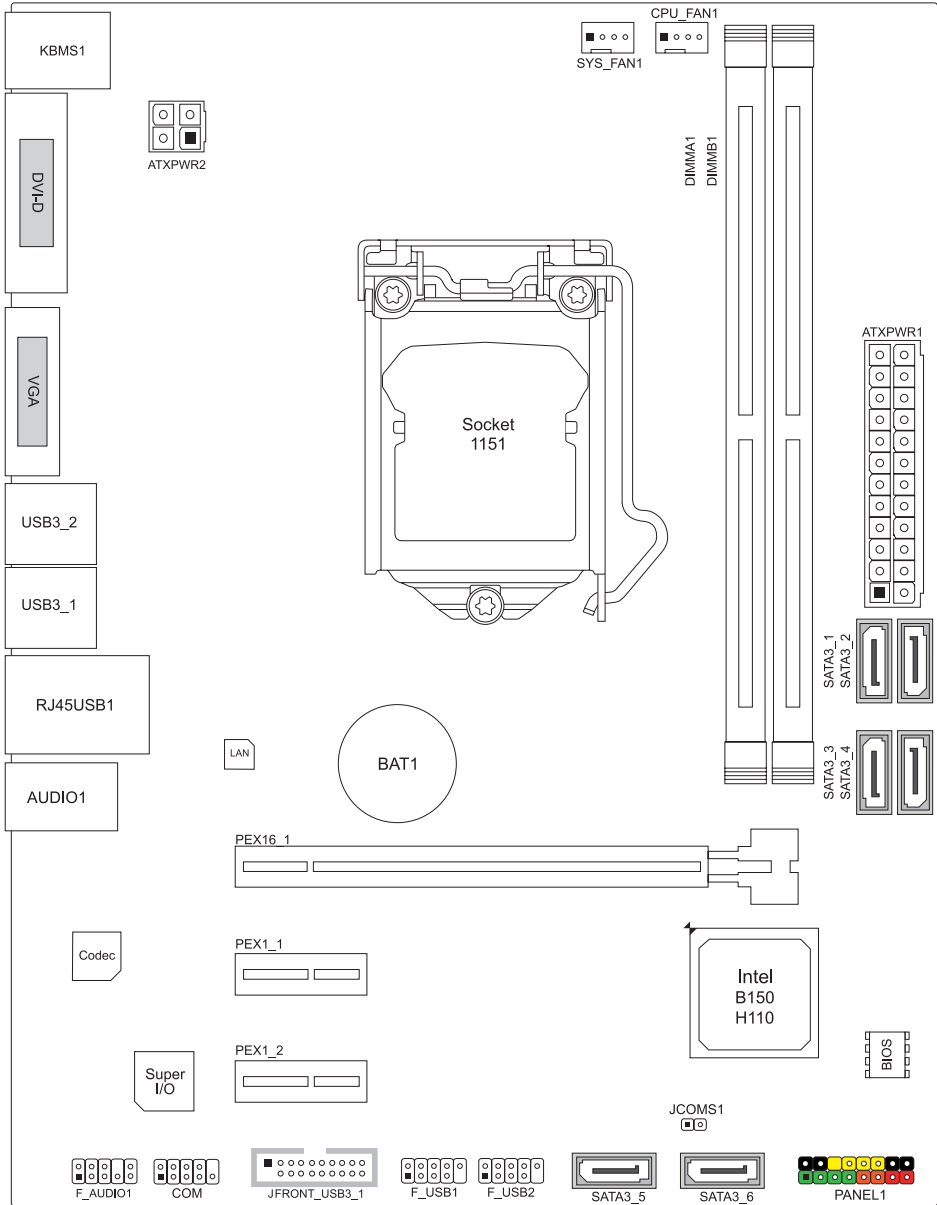 CPU_FAN1
KBMS1
SYS_FAN1
ATXPWR2
DIMMA1
DIMMB1
DVI-D
ATXPWR1
VGA
Socket
1151
USB3_2
USB3_1
SATA3_1
SATA3_2
RJ45USB1
LAN
BAT1
SATA3_3
SATA3_4
AUDIO1
PEX16_1
Codec
PEX1_1
Intel
B150
H110
PEX1_2
BIOS
Super
I/O
JCOMS1
F_AUDIO1
COM
JFRONT_USB3_1
F_USB1
F_USB2
SATA3_5
SATA3_6
PANEL1